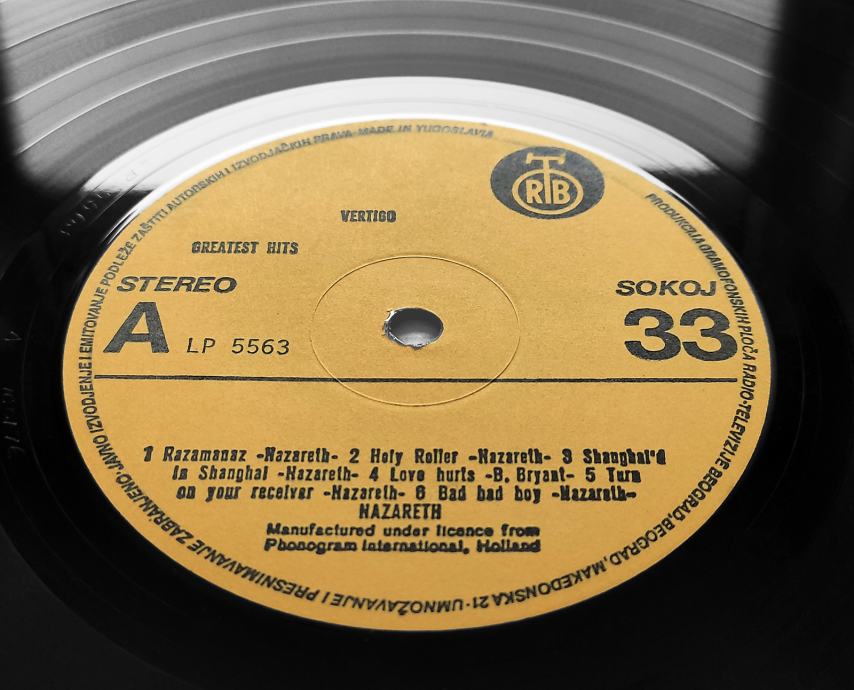 PRODUKCIJA GRAMOFONSKIH PLOČA RADIO-TELEVIZIJE BEOGRAD, BEOGRAD, MAKEDONSKA 21 · UMNOŽAVANJE I PRESNIMAVANJE ZABRANJENO · JAVNO IZVODJENJE I EMITOVANJE PODLEŽE ZAŠTITI AUTORSKIH I IZVODJAČKIH PRAVA · MADE IN YUGOSLAVIA
RTB
VERTIGO
GREATEST HITS
STEREO
SOKOJ
A LP 5563
33
1 Razamanaz -Nazareth- 2 Holy Roller -Nazareth- 3 Shanghai'd
in Shanghai -Nazareth- 4 Love hurts -B. Bryant- 5 Turn
on your receiver -Nazareth- 6 Bad bad boy -Nazareth-
NAZARETH
Manufactured under licence from
Phonogram International, Holland